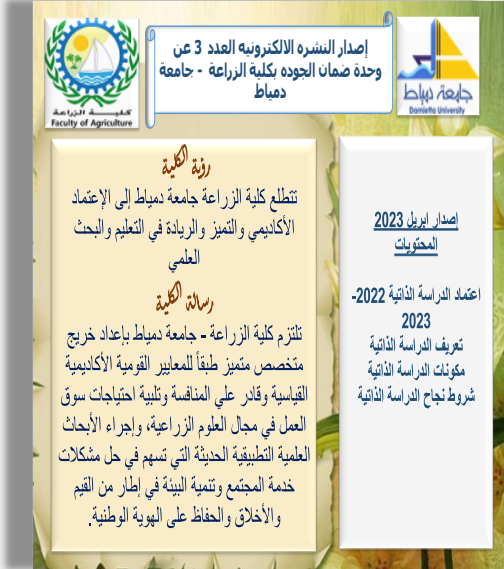 إصدار النشره الالكترونيه العدد 3 عن
وحدة ضمان الجوده بكلية الزراعة - جامعة
دمياط
جامعة دمياط
Damietta University
كليــة الزراعة
Faculty of Agriculture
إصدار ابريل 2023
المحتويات
اعتماد الدراسة الذاتية 2022-
2023
تعريف الدراسة الذاتية
مكونات الدراسة الذاتية
شروط نجاح الدراسة الذاتية
رؤية الكلية
تتطلع كلية الزراعة جامعة دمياط إلى الإعتماد
الأكاديمي والتميز والريادة في التعليم والبحث
العلمي
رسالة الكلية
تلتزم كلية الزراعة - جامعة دمياط بإعداد خريج
متخصص متميز طبقاً للمعايير القومية الأكاديمية
القياسية وقادر علي المنافسة وتلبية احتياجات سوق
العمل في مجال العلوم الزراعية، وإجراء الأبحاث
العلمية التطبيقية الحديثة التي تسهم في حل مشكلات
خدمة المجتمع وتنمية البيئة في إطار من القيم
والأخلاق والحفاظ على الهوية الوطنية.